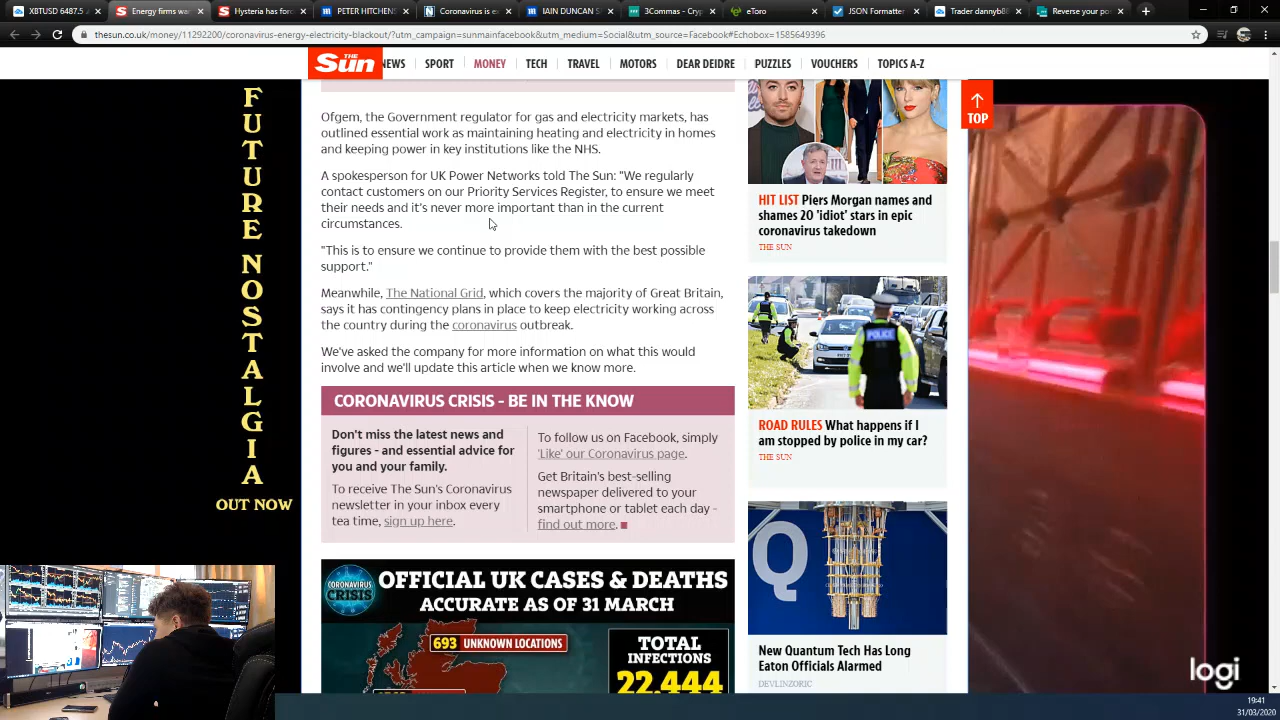 XBTUSD 6487.5
Energy firms wa
Hysteria has for
PETER HITCHEN
Coronavirus is e
IAIN DUNCAN S
3Commas - Cryp
eToro
JSON Formatter
Trader dannyb8
Reverse your po
thesun.co.uk/money/11292200/coronavirus-energy-electricity-blackout/?utm_campaign=sunmainfacebook&utm_medium=Social&utm_source=Facebook#Echobox=1585649396
THE Sun
NEWS
SPORT
MONEY
TECH
TRAVEL
MOTORS
DEAR DEIDRE
PUZZLES
VOUCHERS
TOPICS A-Z
FUTURE NOSTALGIA
OUT NOW
Ofgem, the Government regulator for gas and electricity markets, has
outlined essential work as maintaining heating and electricity in homes
and keeping power in key institutions like the NHS.
A spokesperson for UK Power Networks told The Sun: "We regularly
contact customers on our Priority Services Register, to ensure we meet
their needs and it's never more important than in the current
circumstances.
"This is to ensure we continue to provide them with the best possible
support."
Meanwhile, The National Grid, which covers the majority of Great Britain,
says it has contingency plans in place to keep electricity working across
the country during the coronavirus outbreak.
We've asked the company for more information on what this would
involve and we'll update this article when we know more.
CORONAVIRUS CRISIS - BE IN THE KNOW
Don't miss the latest news and
figures - and essential advice for
you and your family.
To receive The Sun's Coronavirus
newsletter in your inbox every
tea time, sign up here.
To follow us on Facebook, simply
'Like' our Coronavirus page.
Get Britain's best-selling
newspaper delivered to your
smartphone or tablet each day -
find out more.
CORONAVIRUS
CRISIS
OFFICIAL UK CASES & DEATHS
ACCURATE AS OF 31 MARCH
693 UNKNOWN LOCATIONS
TOTAL
INFECTIONS
22,444
TOP
HIT LIST Piers Morgan names and
shames 20 'idiot' stars in epic
coronavirus takedown
THE SUN
POLICE
ROAD RULES What happens if I
am stopped by police in my car?
THE SUN
Q
New Quantum Tech Has Long
Eaton Officials Alarmed
DEVLINZORIC
logi
19:41
31/03/2020